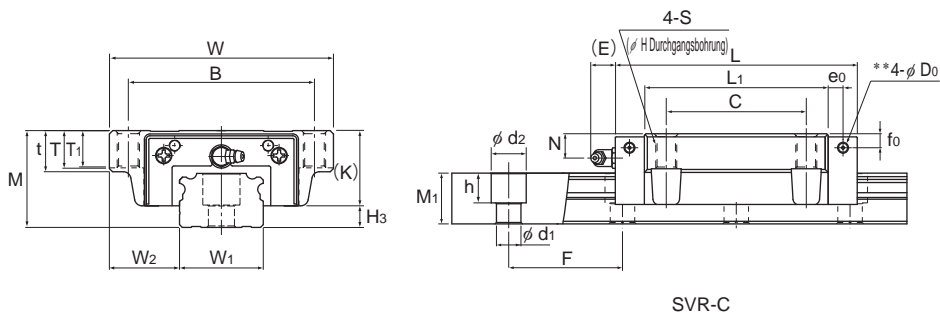 W
B
t
T
T1
M
(K)
H3
W2
W1
4-S
(φ H Durchgangsbohrung)
(E)
L
L1
e0
**4-φ D0
C
N
f0
φ d2
M1
h
φ d1
F
SVR-C